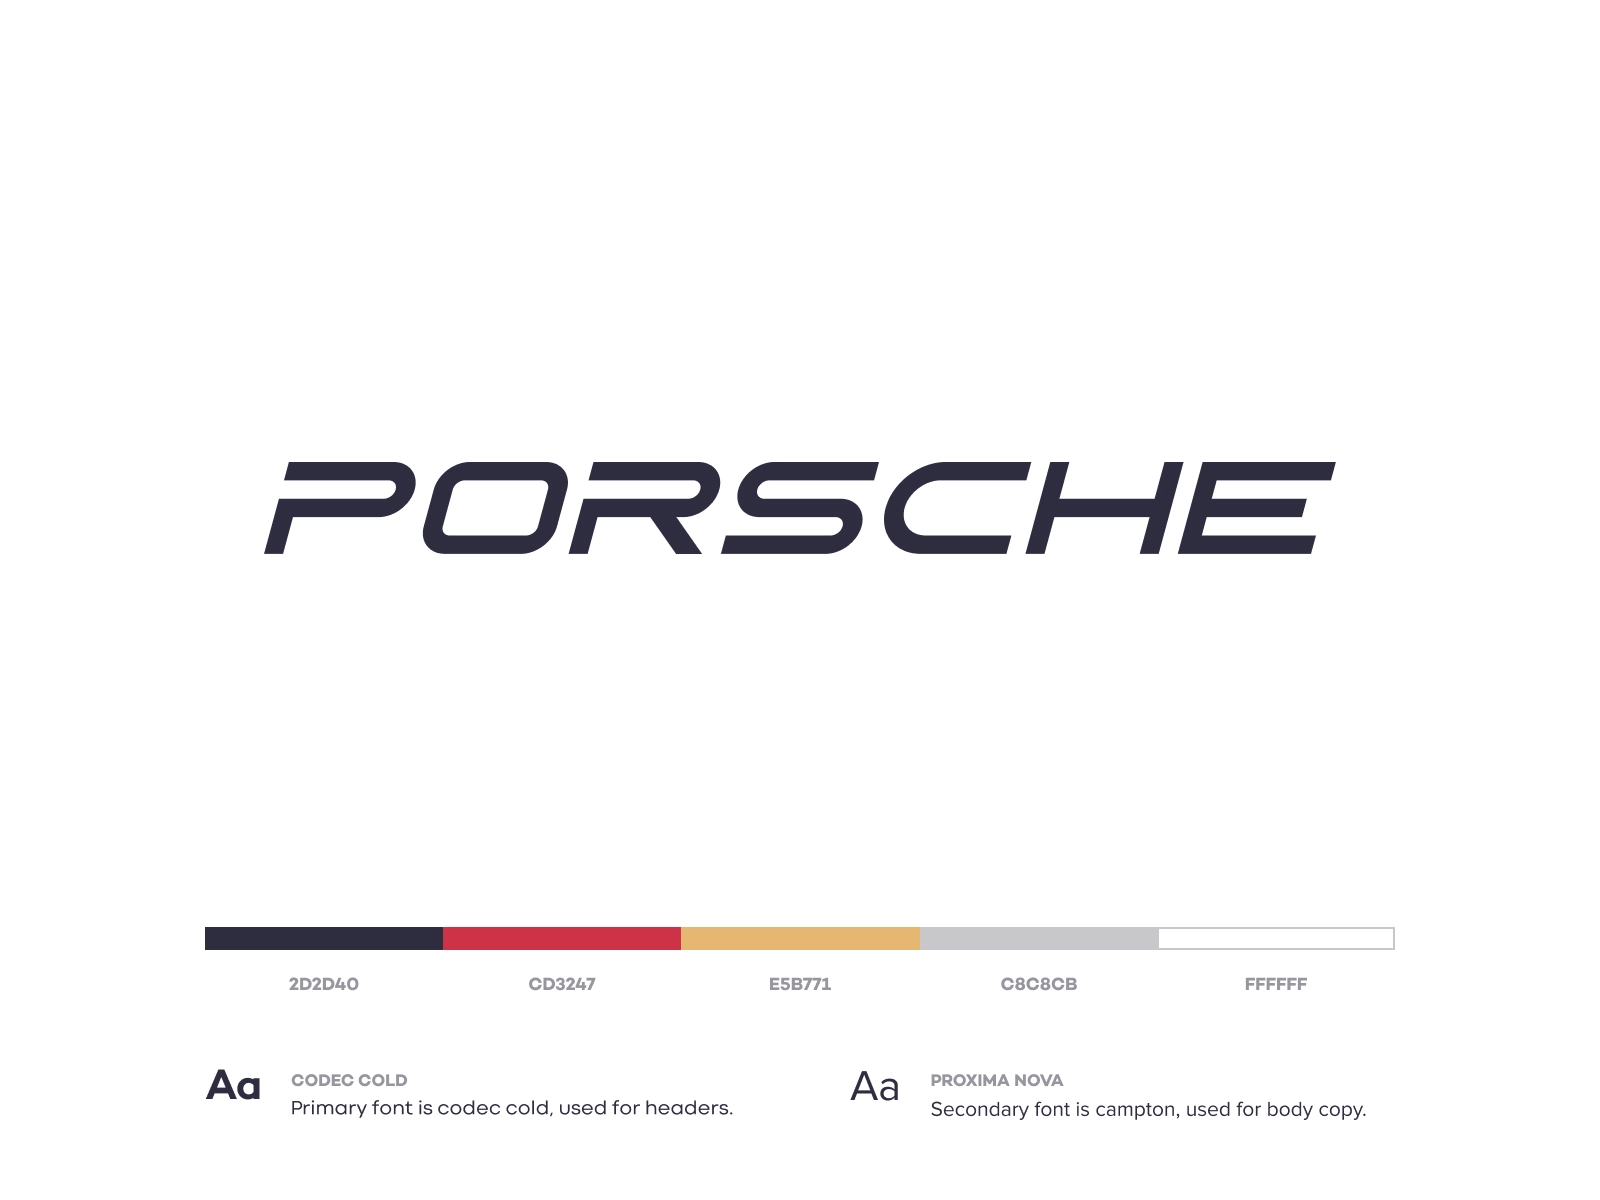 PORSCHE
2D2D40 CD3247 E5B771 C8C8CB FFFFFF
Aa CODEC COLD
Primary font is codec cold, used for headers.
Aa PROXIMA NOVA
Secondary font is campton, used for body copy.